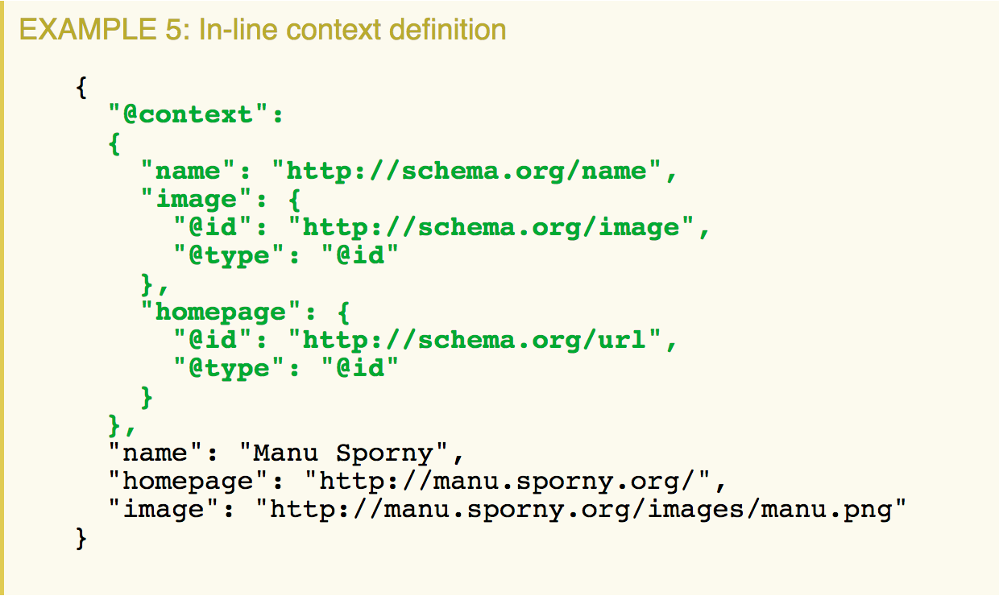 EXAMPLE 5: In-line context definition
{
  "@context":
  {
    "name": "http://schema.org/name",
    "image": {
      "@id": "http://schema.org/image",
      "@type": "@id"
    },
    "homepage": {
      "@id": "http://schema.org/url",
      "@type": "@id"
    }
  },
  "name": "Manu Sporny",
  "homepage": "http://manu.sporny.org/",
  "image": "http://manu.sporny.org/images/manu.png"
}